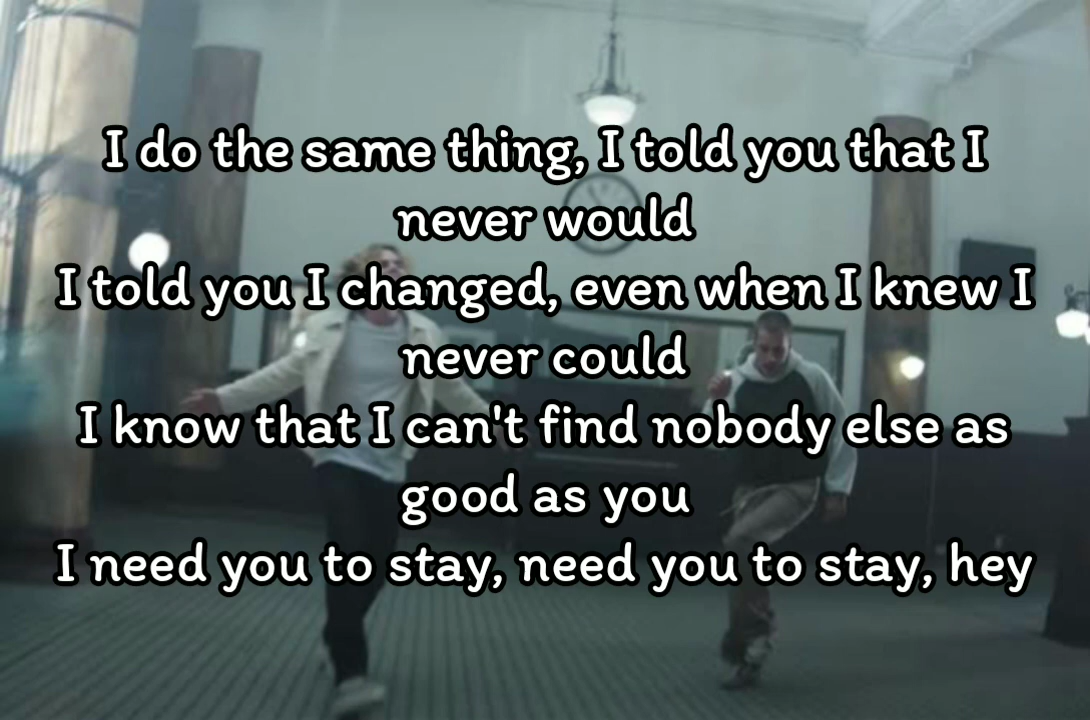 I do the same thing, I told you that I
never would
I told you I changed, even when I knew I
never could
I know that I can't find nobody else as
good as you
I need you to stay, need you to stay, hey